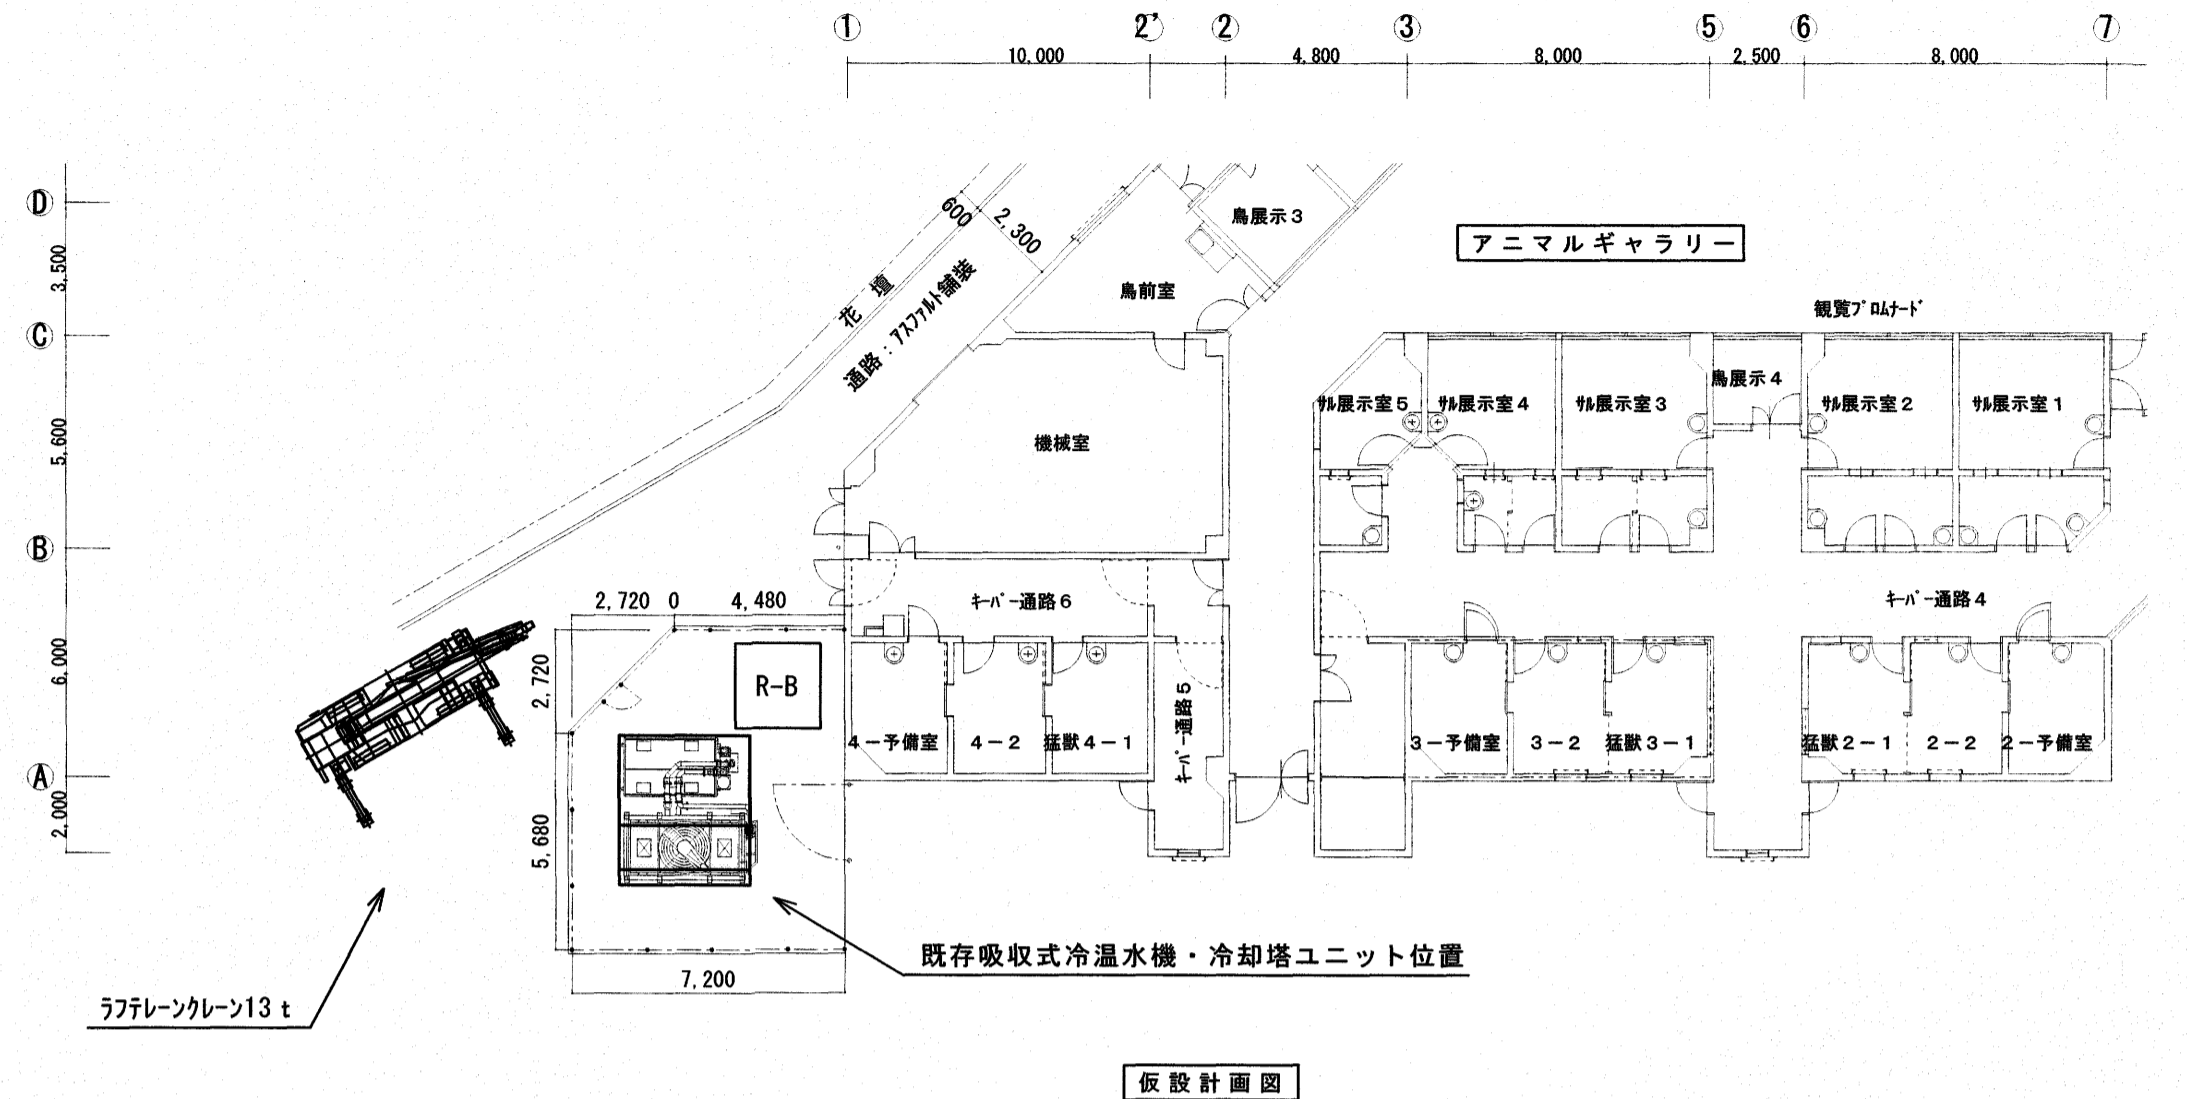 ① ②’ ② ③ ⑤ ⑥ ⑦
10,000 4,800 8,000 2,500 8,000
Ⓓ
3,500
Ⓒ
5,600
Ⓑ
6,000
Ⓐ
2,000
600
2,300
花壇
通路：ｱｽﾌｧﾙﾄ舗装
鳥展示３
鳥前室
アニマルギャラリー
観覧ﾌﾟﾛﾑﾅｰﾄﾞ
機械室
ｻﾙ展示室５
ｻﾙ展示室４
ｻﾙ展示室３
鳥展示４
ｻﾙ展示室２
ｻﾙ展示室１
ｷｰﾊﾟｰ通路６
ｷｰﾊﾟｰ通路４
ｷｰﾊﾟｰ通路５
2,720 0 4,480
2,720
5,680
7,200
R-B
４－予備室
４－２
猛獣４－１
３－予備室
３－２
猛獣３－１
猛獣２－１
２－２
２－予備室
既存吸収式冷温水機・冷却塔ユニット位置
ﾗﾌﾃﾚｰﾝｸﾚｰﾝ13ｔ
仮設計画図